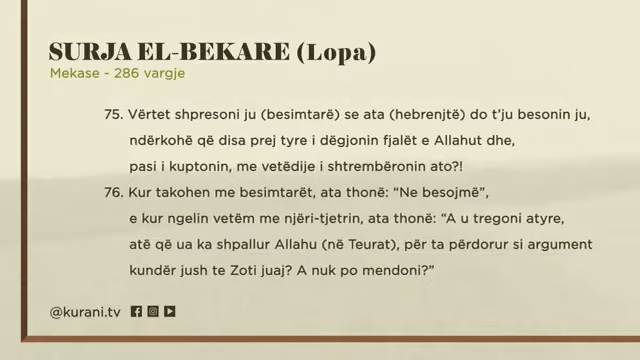 SURJA EL-BEKARE (Lopa)
Mekase - 286 vargje
75. Vërtet shpresoni ju (besimtarë) se ata (hebrenjtë) do t'ju besonin ju,
ndërkohë që disa prej tyre i dëgjonin fjalët e Allahut dhe,
pasi i kuptonin, me vetëdije i shtrembëronin ato?!
76. Kur takohen me besimtarët, ata thonë: "Ne besojmë",
e kur ngelin vetëm me njëri-tjetrin, ata thonë: "A u tregoni atyre,
atë që ua ka shpallur Allahu (në Teurat), për ta përdorur si argument
kundër jush te Zoti juaj? A nuk po mendoni?"
@kurani.tv